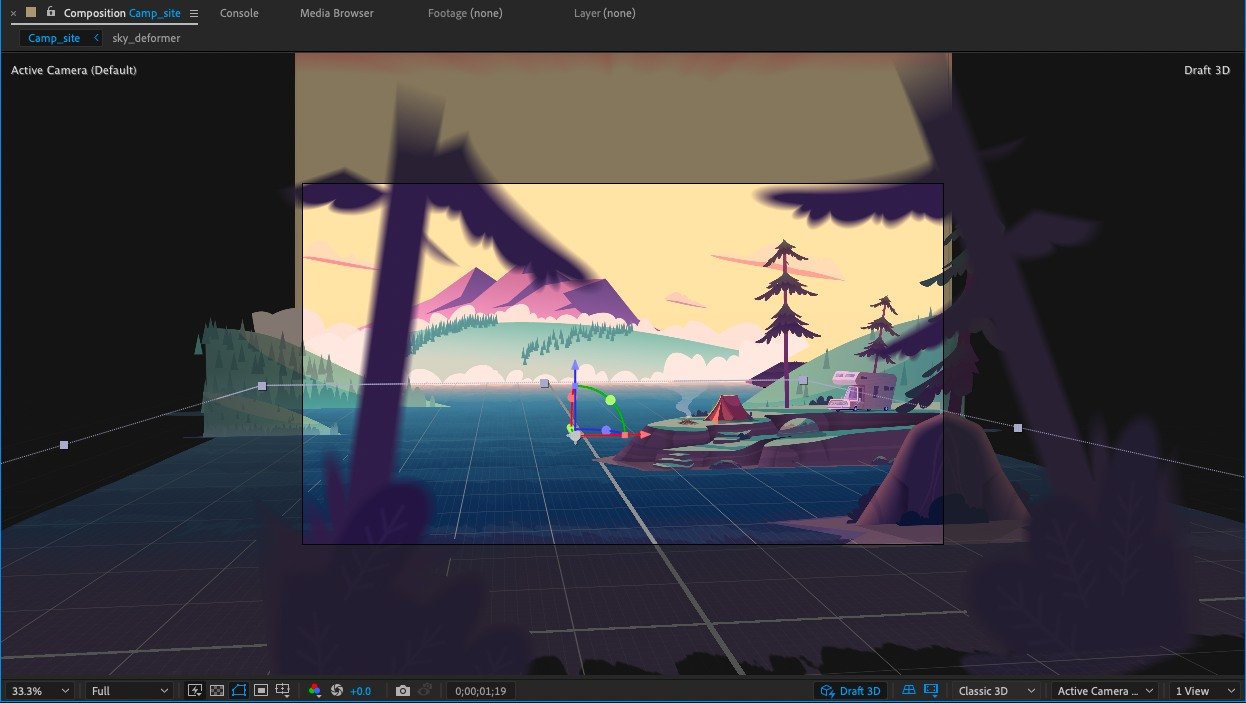 × Composition Camp_site Console Media Browser Footage (none) Layer (none)
Camp_site < sky_deformer
Active Camera (Default) Draft 3D
33.3% Full +0.0 0;00;01;19 Draft 3D Classic 3D Active Camera ... 1 View